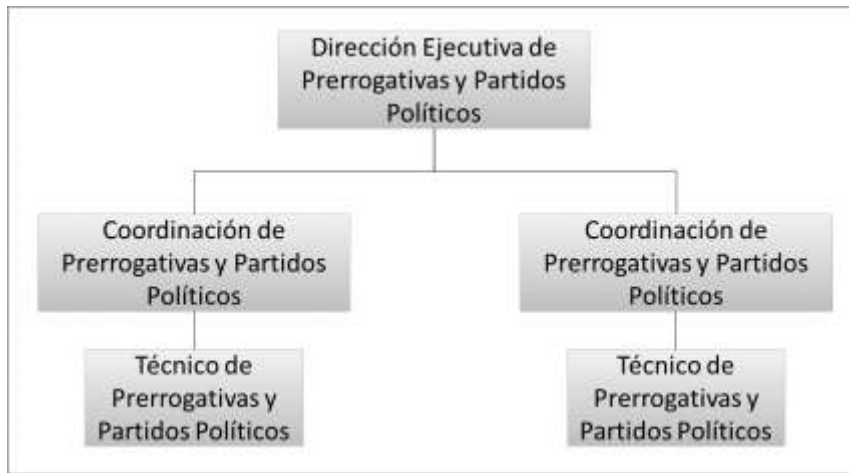 Dirección Ejecutiva de
Prerrogativas y Partidos
Políticos
Coordinación de
Prerrogativas y Partidos
Políticos
Coordinación de
Prerrogativas y Partidos
Políticos
Técnico de
Prerrogativas y
Partidos Políticos
Técnico de
Prerrogativas y
Partidos Políticos